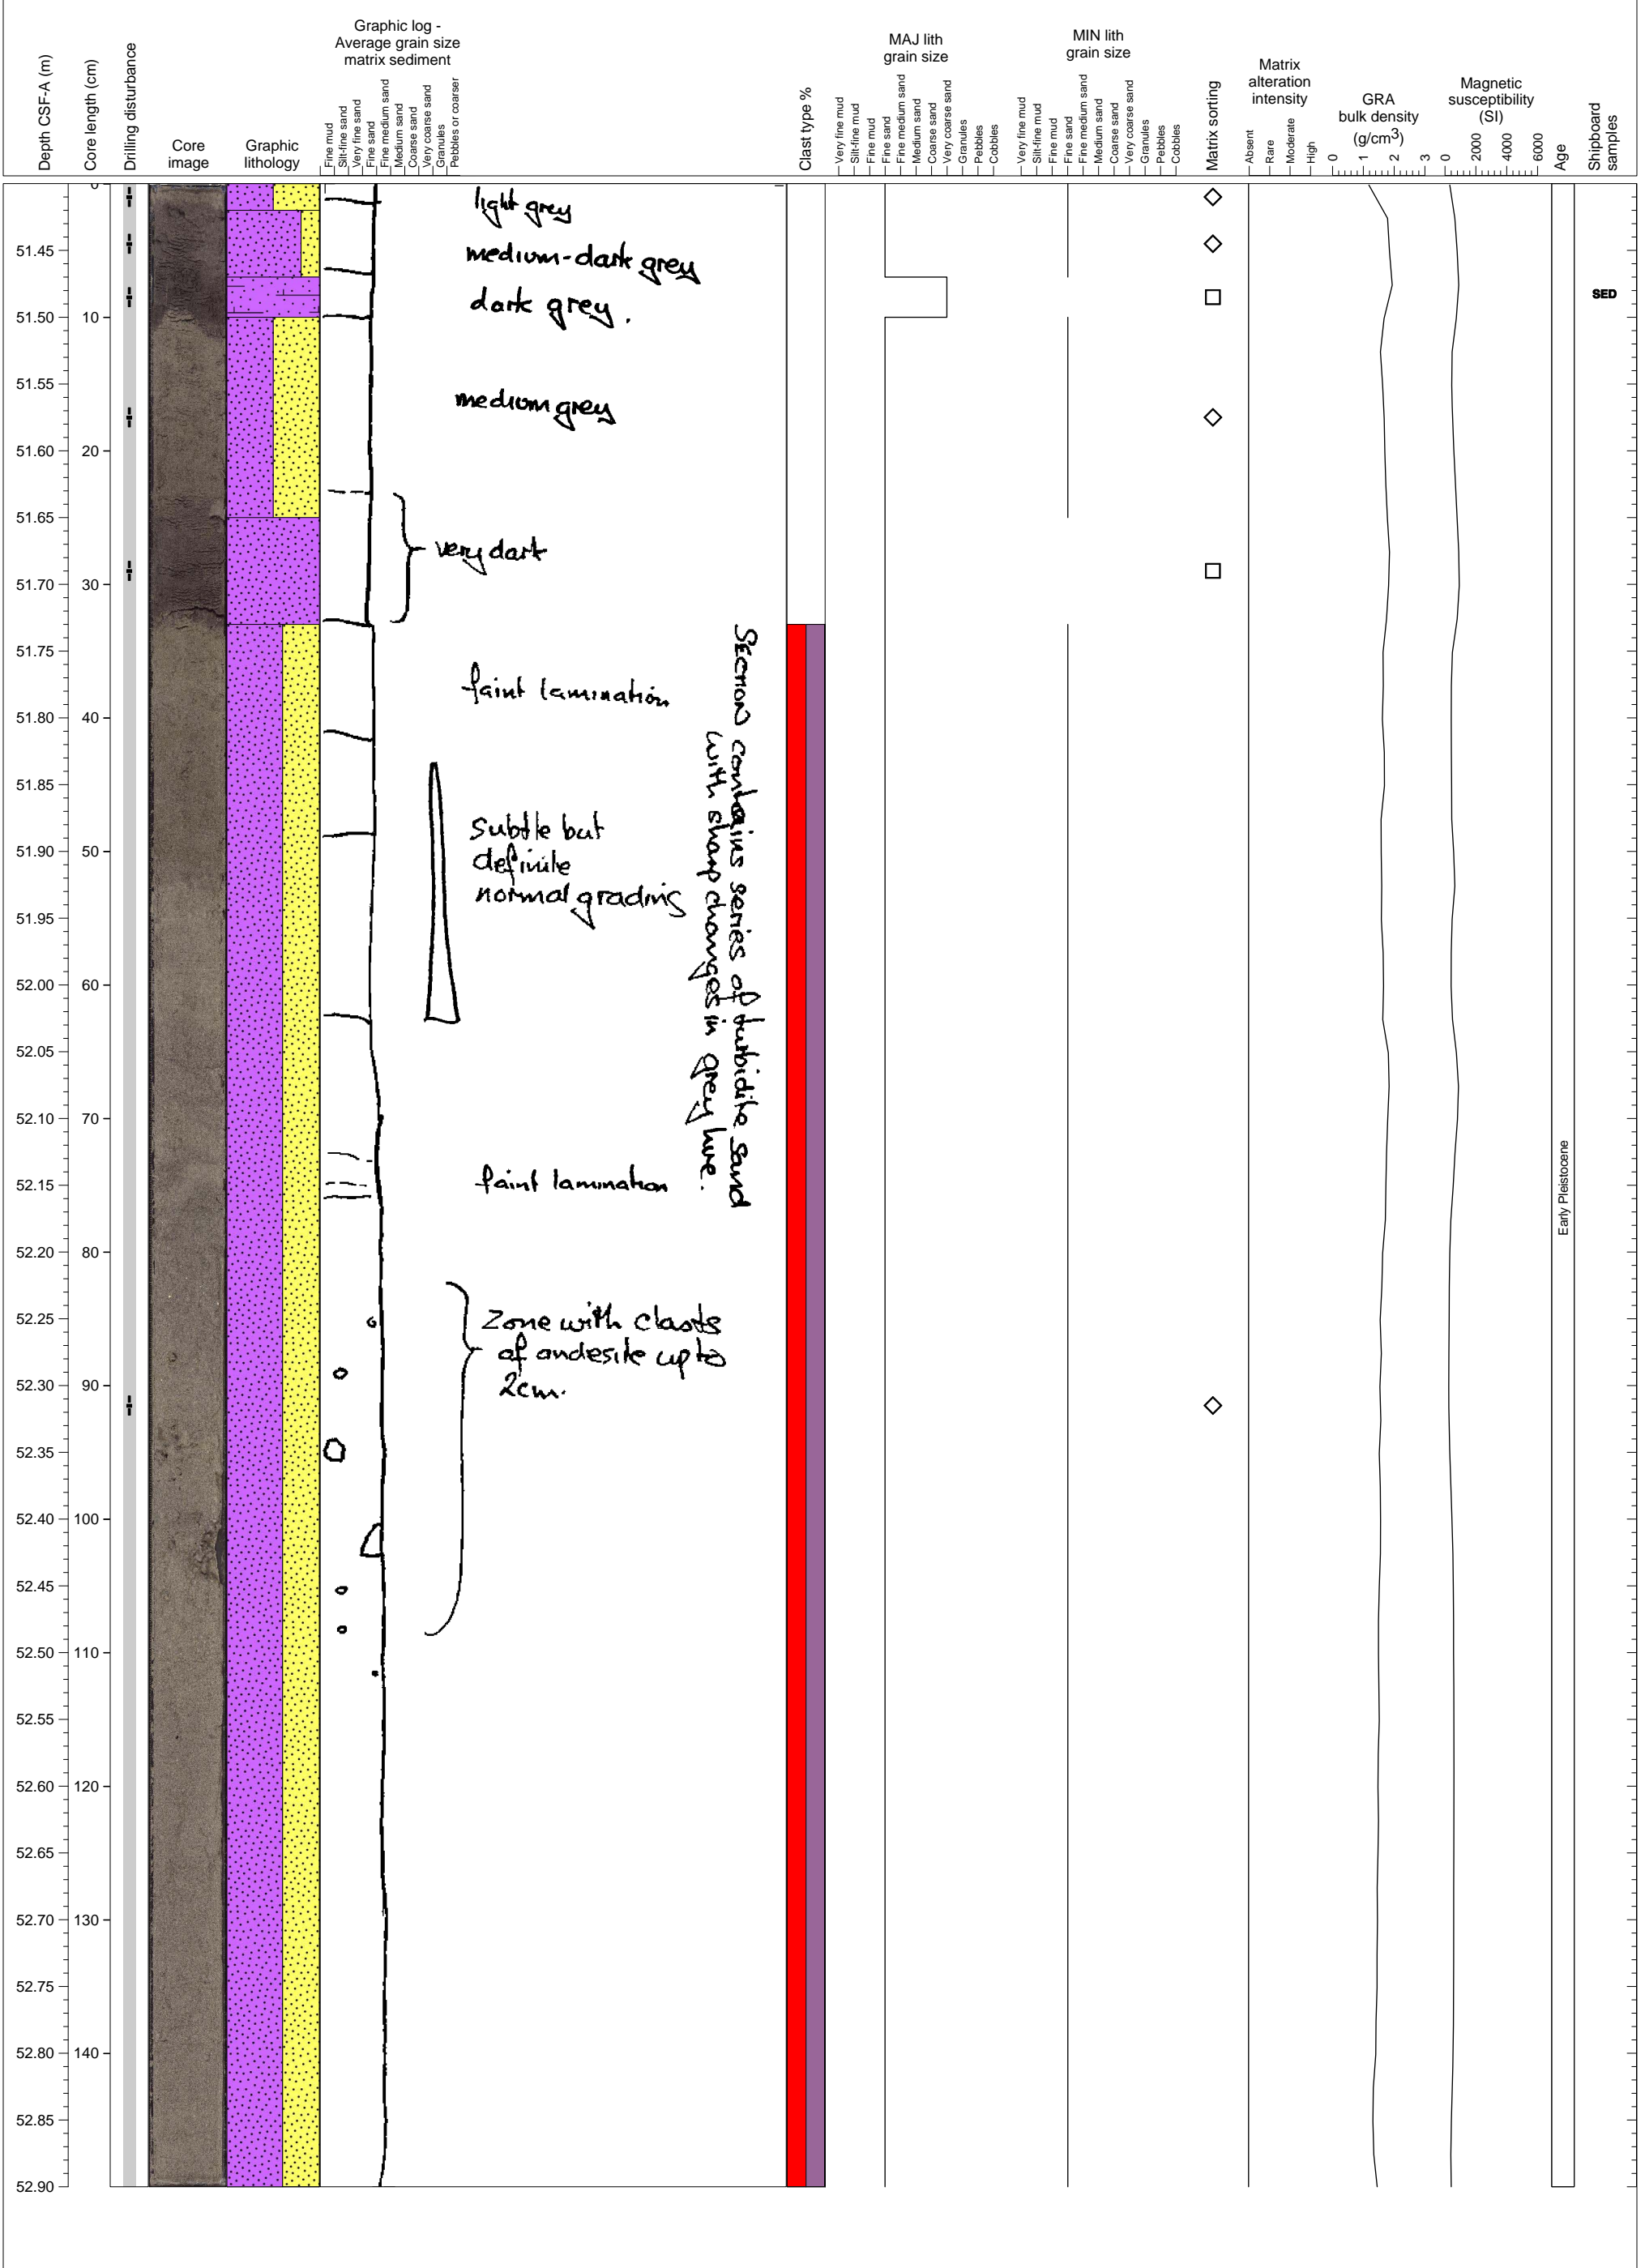 Depth CSF-A (m)
Core length (cm)
Drilling disturbance
Core
image
Graphic
lithology
Graphic log -
Average grain size
matrix sediment
Fine mud
Silt-fine sand
Very fine sand
Fine sand
Fine medium sand
Medium sand
Coarse sand
Very coarse sand
Granules
Pebbles or coarser
Clast type %
MAJ lith
grain size
Very fine mud
Silt-fine mud
Fine mud
Fine sand
Fine medium sand
Medium sand
Coarse sand
Very coarse sand
Granules
Pebbles
Cobbles
MIN lith
grain size
Very fine mud
Silt-fine mud
Fine mud
Fine sand
Fine medium sand
Medium sand
Coarse sand
Very coarse sand
Granules
Pebbles
Cobbles
Matrix sorting
Matrix
alteration
intensity
Absent
Rare
Moderate
High
GRA
bulk density
(g/cm3)
0 1 2 3
Magnetic
susceptibility
(SI)
0 2000 4000 6000
Age
Shipboard
samples
0
light grey
51.45
medium-dark grey
dark grey.
SED
51.50 10
51.55
medium grey
51.60 20
51.65
very dark
51.70 30
51.75
faint lamination
51.80 40
51.85
Subtle but
definite
normal grading
51.90 50
51.95
52.00 60
52.05
52.10 70
Section contains series of turbidite sand
with sharp changes in grey hue.
52.15
faint lamination
Early Pleistocene
52.20 80
52.25
Zone with clasts
of andesite up to
2cm.
52.30 90
52.35
52.40 100
52.45
52.50 110
52.55
52.60 120
52.65
52.70 130
52.75
52.80 140
52.85
52.90